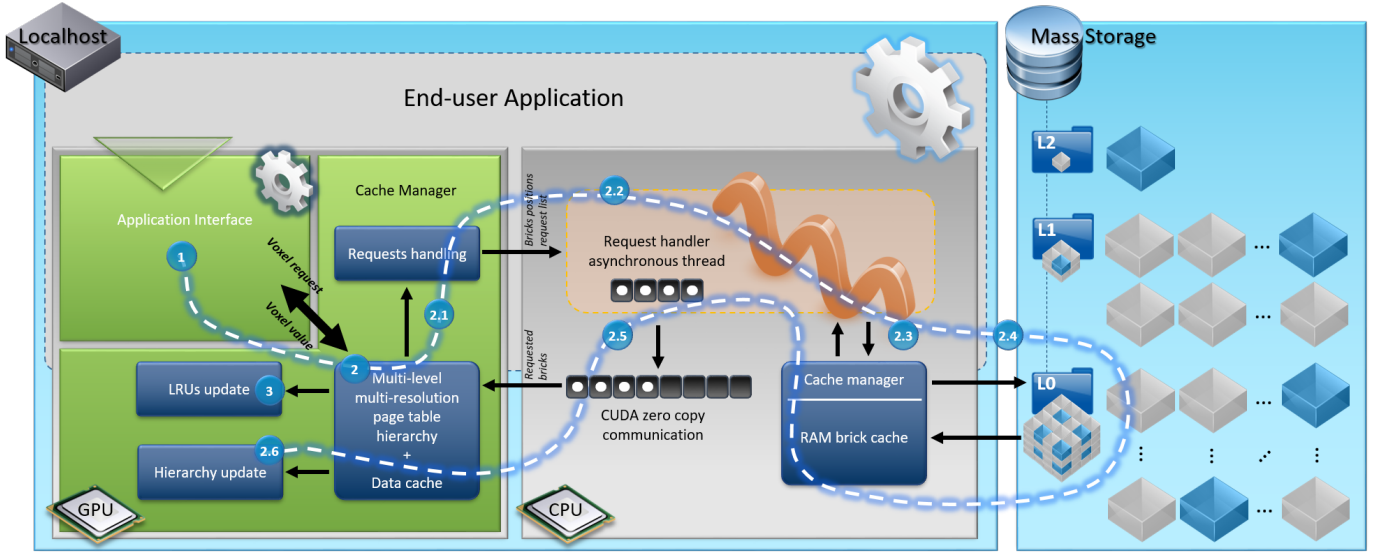 Localhost
Mass Storage
End-user Application
L2
Application Interface
Cache Manager
Requests handling
Bricks positions
request list
2.2
Request handler
asynchronous thread
L1
...
1
Voxel request
Voxel value
2.1
2.5
2.3
2.4
...
2
Requested
bricks
LRUs update
3
Multi-level
multi-resolution
page table
hierarchy
+
Data cache
CUDA zero copy
communication
Cache manager
RAM brick cache
L0
...
2.6
Hierarchy update
GPU
CPU
...